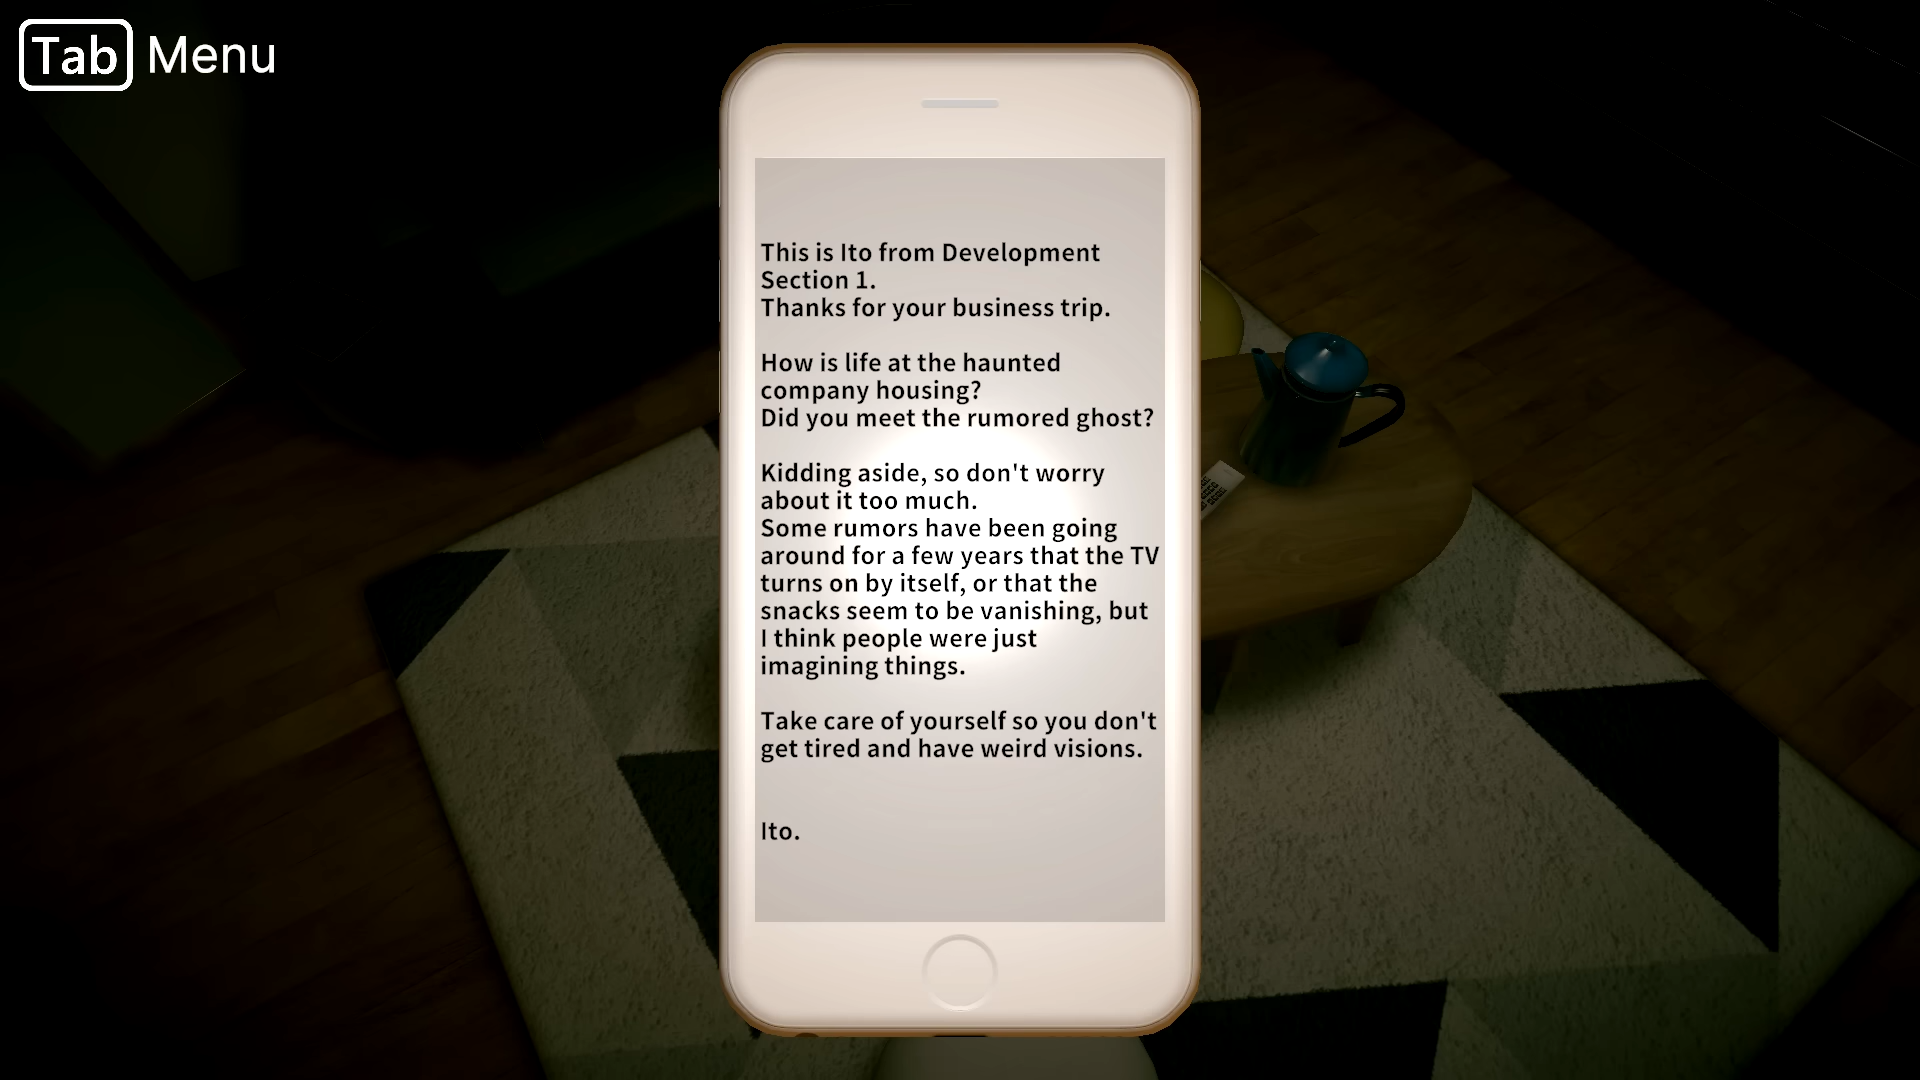 Tab Menu
This is Ito from Development
Section 1.
Thanks for your business trip.
How is life at the haunted
company housing?
Did you meet the rumored ghost?
Kidding aside, so don't worry
about it too much.
Some rumors have been going
around for a few years that the TV
turns on by itself, or that the
snacks seem to be vanishing, but
I think people were just
imagining things.
Take care of yourself so you don't
get tired and have weird visions.
Ito.